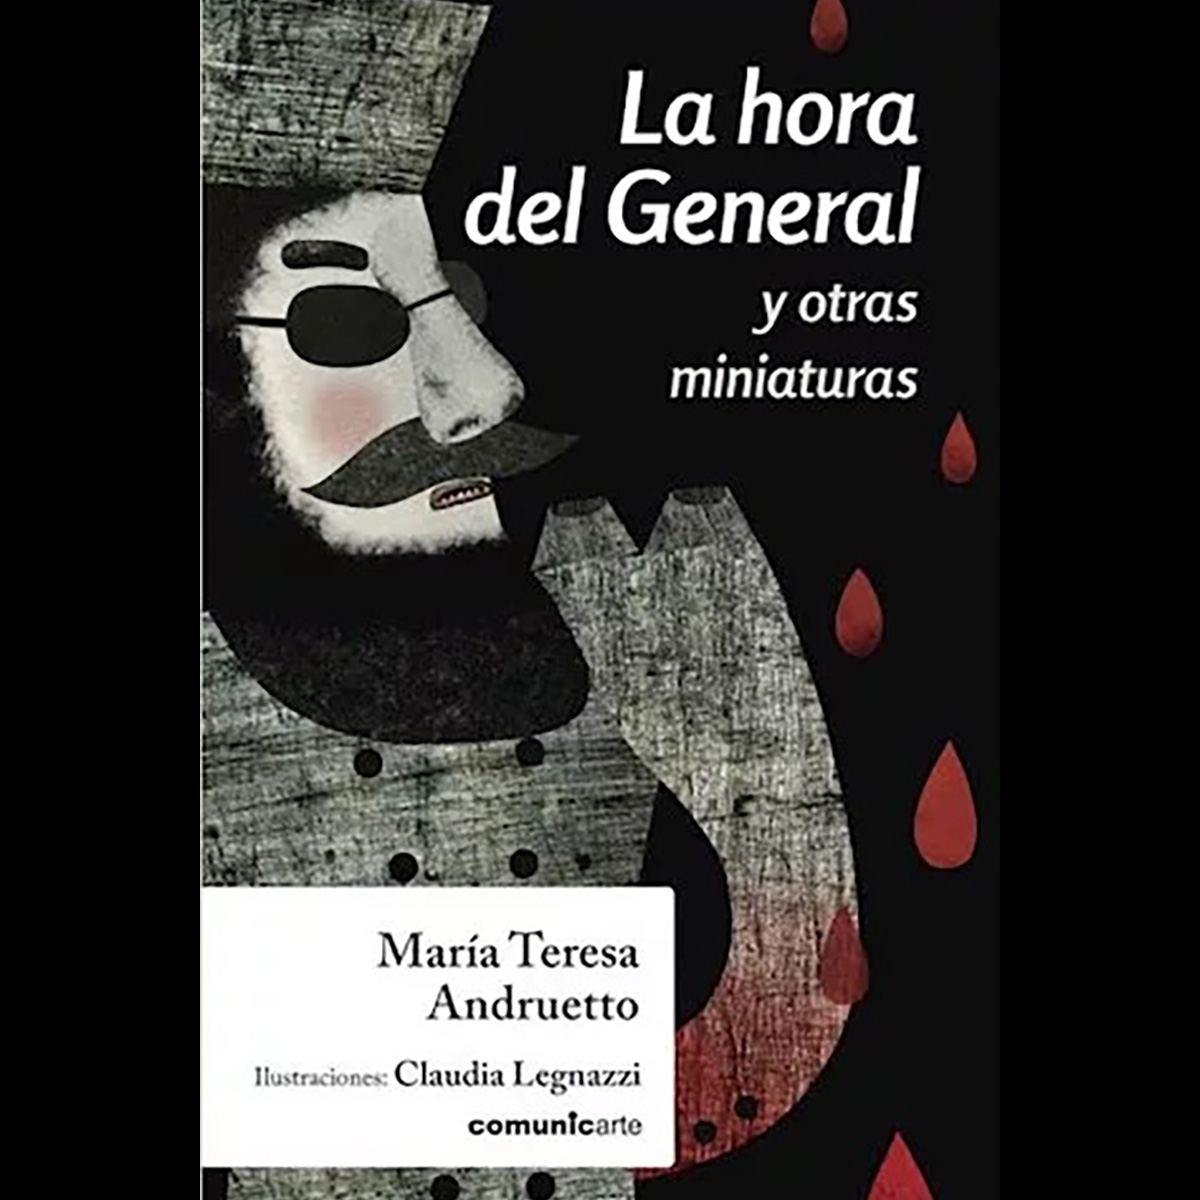 La hora
del General
y otras
miniaturas
María Teresa
Andruetto
Ilustraciones: Claudia Legnazzi
comunicarte